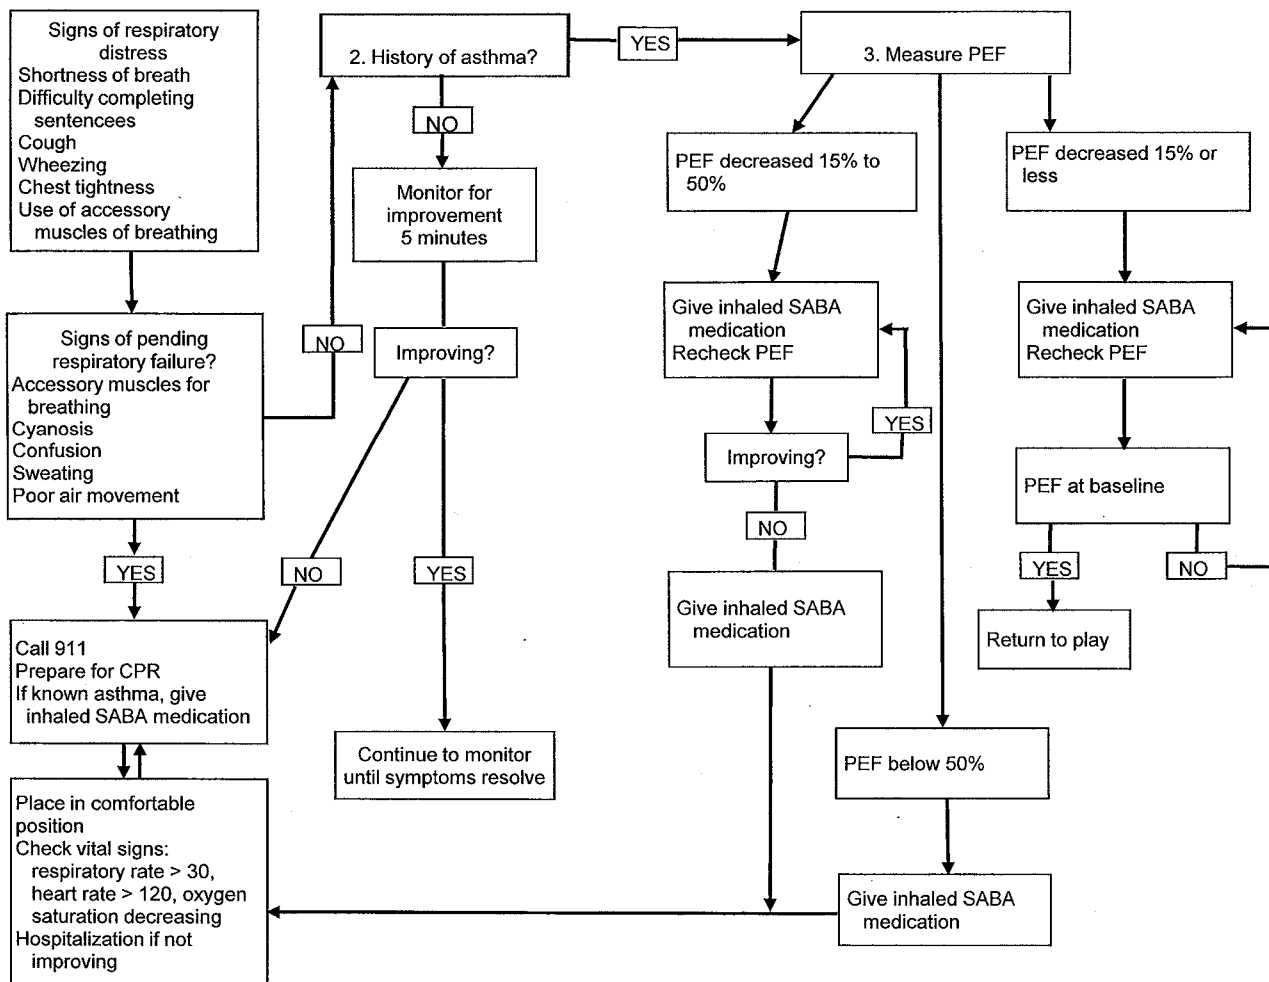 Signs of respiratory
distress
Shortness of breath
Difficulty completing
sentencees
Cough
Wheezing
Chest tightness
Use of accessory
muscles of breathing
Signs of pending
respiratory failure?
Accessory muscles for
breathing
Cyanosis
Confusion
Sweating
Poor air movement
YES
NO
Call 911
Prepare for CPR
If known asthma, give
inhaled SABA medication
Place in comfortable
position
Check vital signs:
respiratory rate > 30,
heart rate > 120, oxygen
saturation decreasing
Hospitalization if not
improving
2. History of asthma?
YES
NO
Monitor for
improvement
5 minutes
Improving?
NO
YES
Continue to monitor
until symptoms resolve
3. Measure PEF
PEF decreased 15% to
50%
Give inhaled SABA
medication
Recheck PEF
Improving?
YES
NO
Give inhaled SABA
medication
PEF below 50%
Give inhaled SABA
medication
PEF decreased 15% or
less
Give inhaled SABA
medication
Recheck PEF
PEF at baseline
YES
NO
Return to play